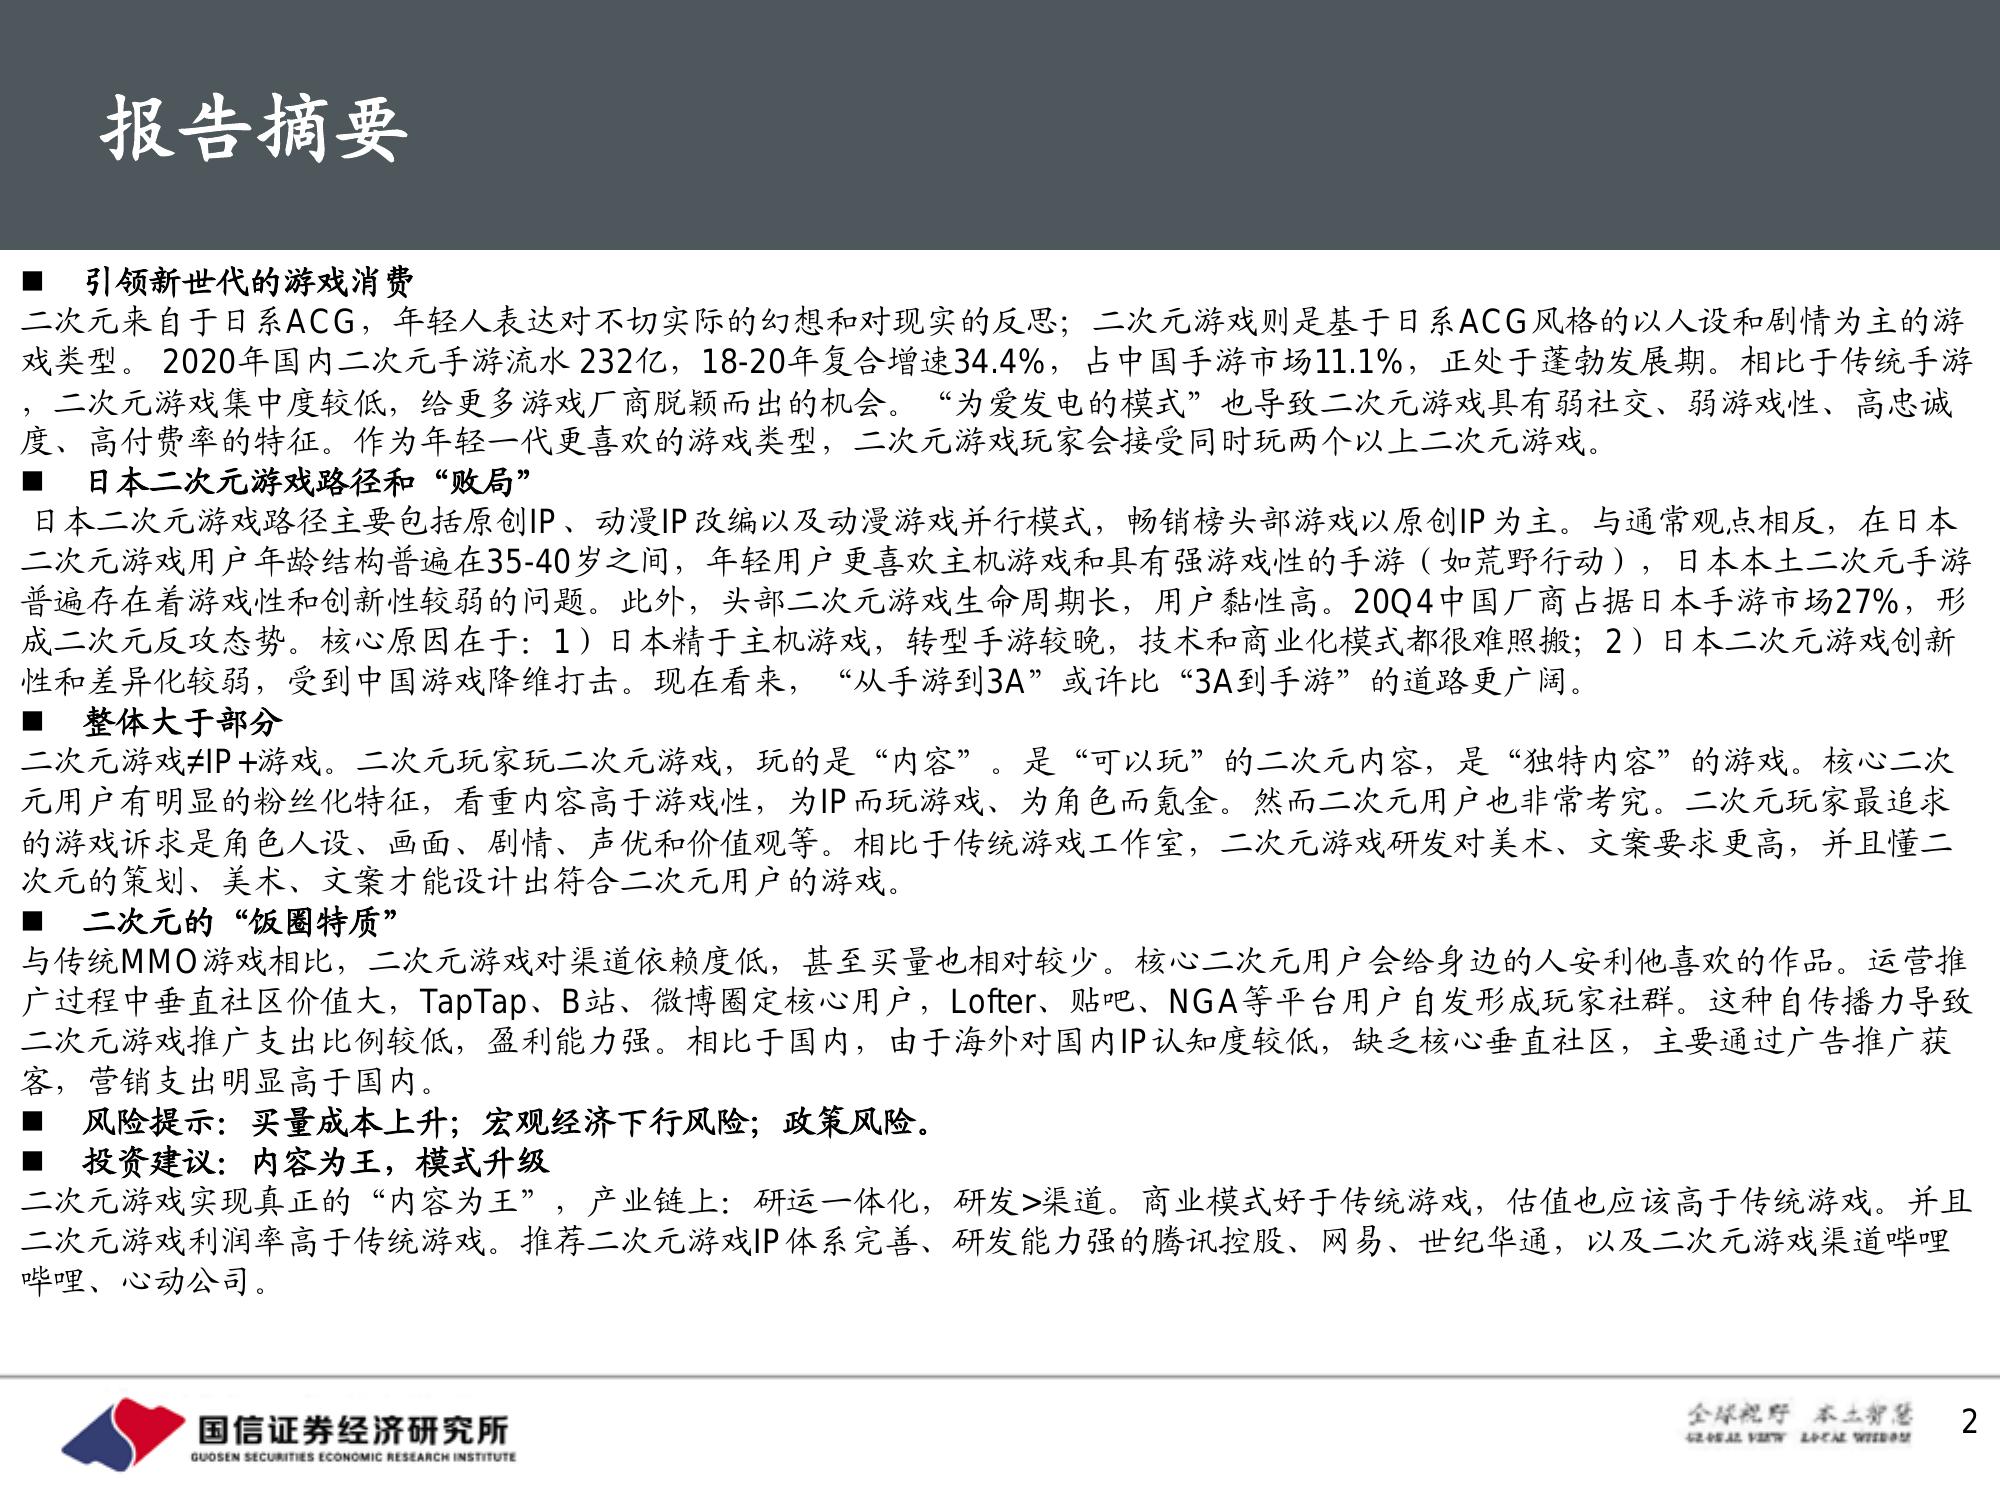 报告摘要
■ 引领新世代的游戏消费
二次元来自于日系ACG，年轻人表达对不切实际的幻想和对现实的反思；二次元游戏则是基于日系ACG风格的以人设和剧情为主的游
戏类型。 2020年国内二次元手游流水 232亿，18-20年复合增速34.4%，占中国手游市场11.1%，正处于蓬勃发展期。相比于传统手游
，二次元游戏集中度较低，给更多游戏厂商脱颖而出的机会。“为爱发电的模式”也导致二次元游戏具有弱社交、弱游戏性、高忠诚
度、高付费率的特征。作为年轻一代更喜欢的游戏类型，二次元游戏玩家会接受同时玩两个以上二次元游戏。
■ 日本二次元游戏路径和“败局”
日本二次元游戏路径主要包括原创IP、动漫IP改编以及动漫游戏并行模式，畅销榜头部游戏以原创IP为主。与通常观点相反，在日本
二次元游戏用户年龄结构普遍在35-40岁之间，年轻用户更喜欢主机游戏和具有强游戏性的手游（如荒野行动），日本本土二次元手游
普遍存在着游戏性和创新性较弱的问题。此外，头部二次元游戏生命周期长，用户黏性高。20Q4中国厂商占据日本手游市场27%，形
成二次元反攻态势。核心原因在于：1）日本精于主机游戏，转型手游较晚，技术和商业化模式都很难照搬；2）日本二次元游戏创新
性和差异化较弱，受到中国游戏降维打击。现在看来，“从手游到3A”或许比“3A到手游”的道路更广阔。
■ 整体大于部分
二次元游戏≠IP+游戏。二次元玩家玩二次元游戏，玩的是“内容”。是“可以玩”的二次元内容，是“独特内容”的游戏。核心二次
元用户有明显的粉丝化特征，看重内容高于游戏性，为IP而玩游戏、为角色而氪金。然而二次元用户也非常考究。二次元玩家最追求
的游戏诉求是角色人设、画面、剧情、声优和价值观等。相比于传统游戏工作室，二次元游戏研发对美术、文案要求更高，并且懂二
次元的策划、美术、文案才能设计出符合二次元用户的游戏。
■ 二次元的“饭圈特质”
与传统MMO游戏相比，二次元游戏对渠道依赖度低，甚至买量也相对较少。核心二次元用户会给身边的人安利他喜欢的作品。运营推
广过程中垂直社区价值大，TapTap、B站、微博圈定核心用户，Lofter、贴吧、NGA等平台用户自发形成玩家社群。这种自传播力导致
二次元游戏推广支出比例较低，盈利能力强。相比于国内，由于海外对国内IP认知度较低，缺乏核心垂直社区，主要通过广告推广获
客，营销支出明显高于国内。
■ 风险提示：买量成本上升；宏观经济下行风险；政策风险。
■ 投资建议：内容为王，模式升级
二次元游戏实现真正的“内容为王”，产业链上：研运一体化，研发>渠道。商业模式好于传统游戏，估值也应该高于传统游戏。并且
二次元游戏利润率高于传统游戏。推荐二次元游戏IP体系完善、研发能力强的腾讯控股、网易、世纪华通，以及二次元游戏渠道哔哩
哔哩、心动公司。
国信证券经济研究所
GUOSEN SECURITIES ECONOMIC RESEARCH INSTITUTE
全球视野 本土智慧
GLOBAL VIEW LOCAL WISDOM
2